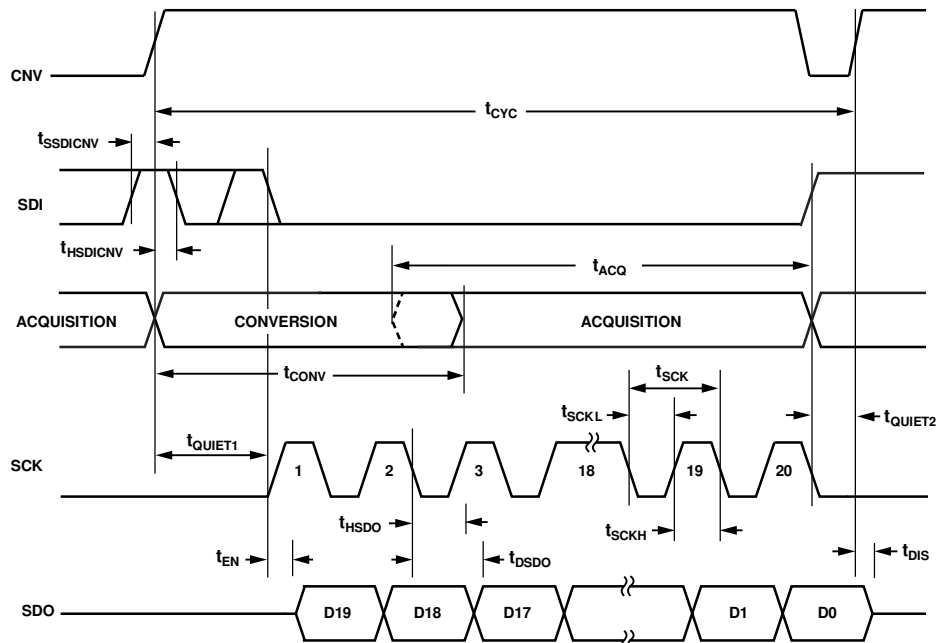 CNV
tCYC
tSSDICNV
SDI
tHSDICNV
tACQ
ACQUISITION CONVERSION ACQUISITION
tCONV
tSCK
tSCKL
tQUIET2
tQUIET1
SCK
1 2 3 18 19 20
tHSDO
tSCKH
tEN
tDSDO
tDIS
SDO
D19 D18 D17 D1 D0